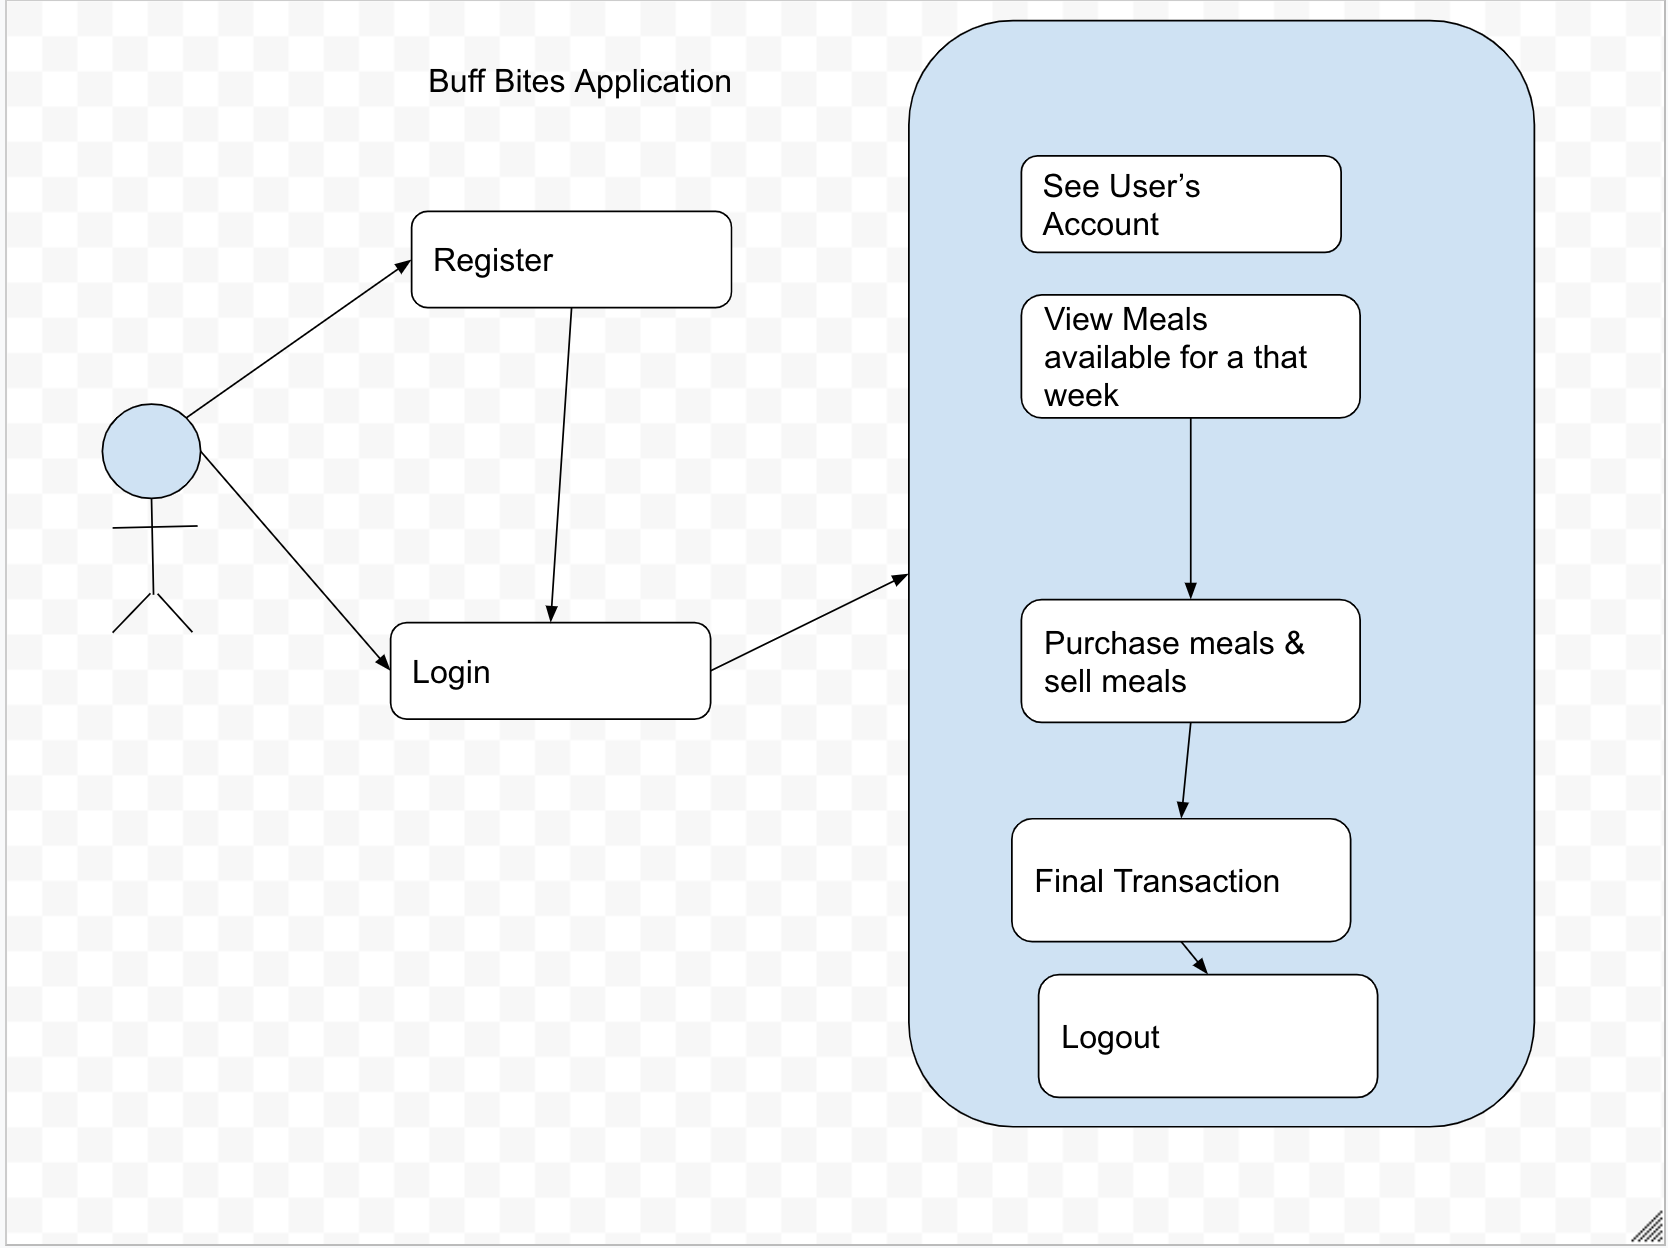 Buff Bites Application
Register
Login
See User’s
Account
View Meals
available for a that
week
Purchase meals &
sell meals
Final Transaction
Logout